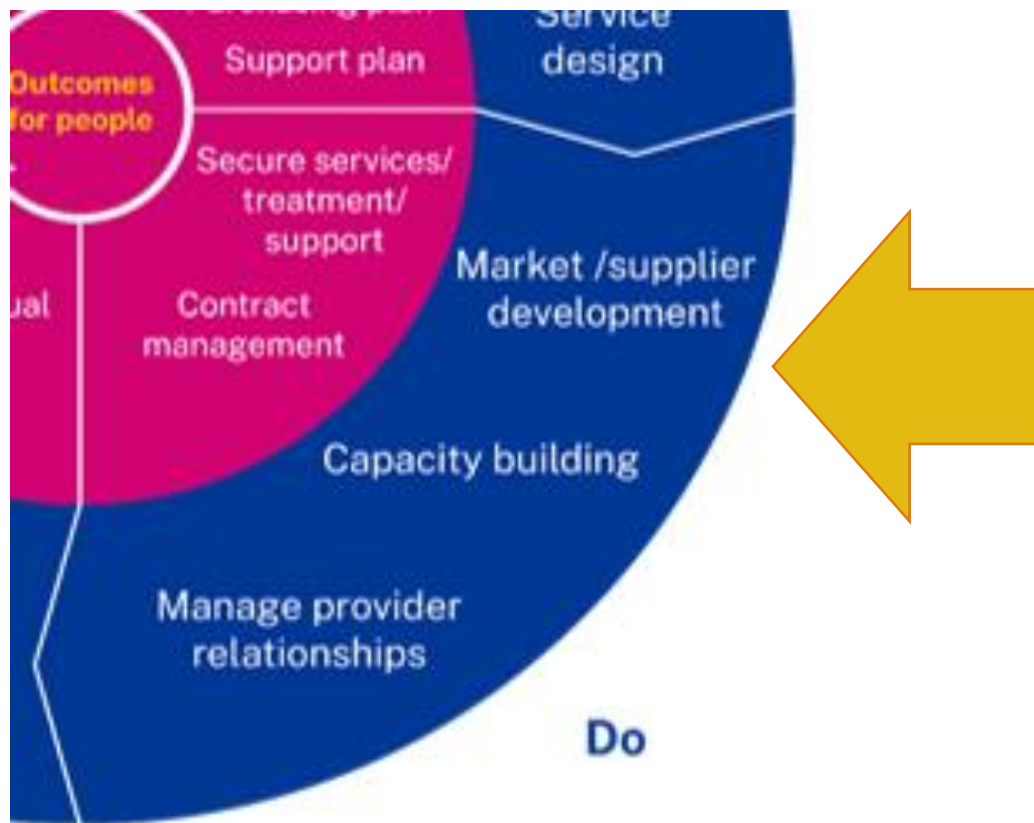 Service
design
plan
Support plan
Outcomes
for people
Secure services/
treatment/
support
Market /supplier
development
Contract
management
Capacity building
Manage provider
relationships
Do